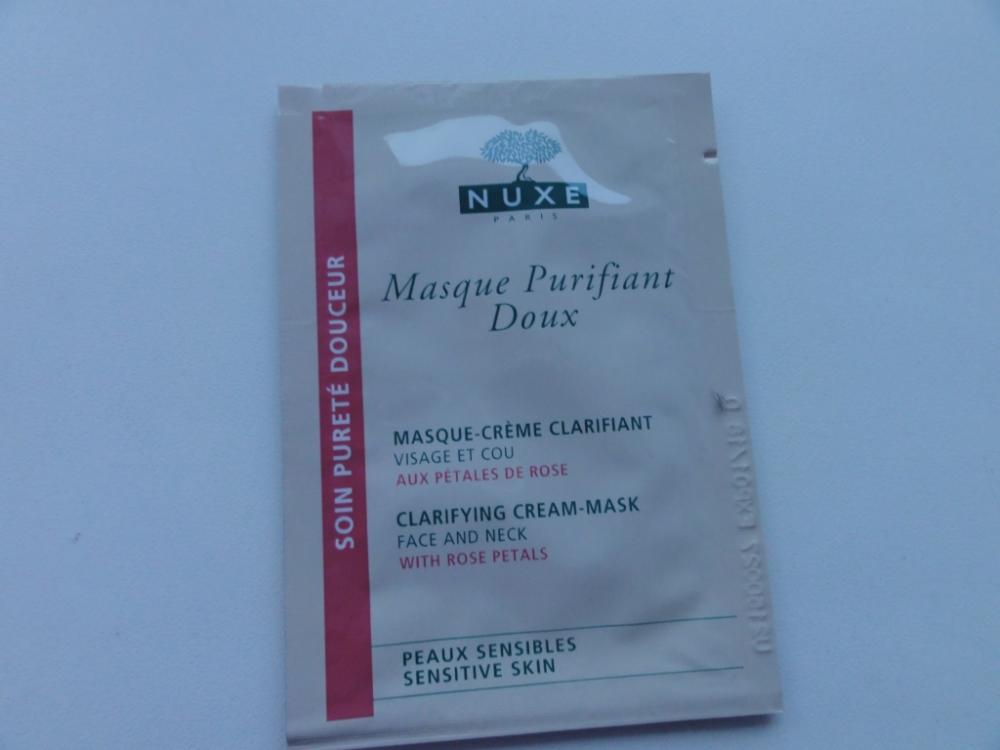 NUXE
PARIS
Masque Purifiant
Doux
SOIN PURETÉ DOUCEUR
MASQUE-CRÈME CLARIFIANT
VISAGE ET COU
AUX PÉTALES DE ROSE
CLARIFYING CREAM-MASK
FACE AND NECK
WITH ROSE PETALS
PEAUX SENSIBLES
SENSITIVE SKIN